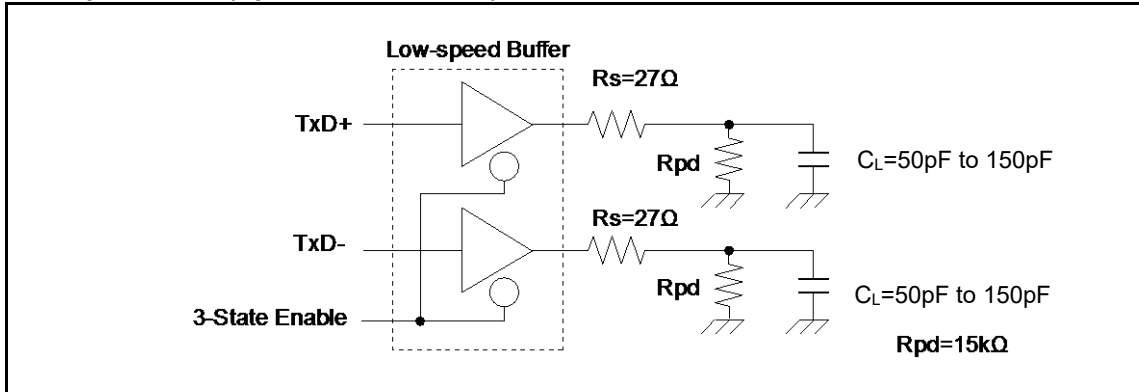 Low-speed Buffer
Rs=27Ω
TxD+
Rpd
CL=50pF to 150pF
Rs=27Ω
TxD-
Rpd
CL=50pF to 150pF
3-State Enable
Rpd=15kΩ